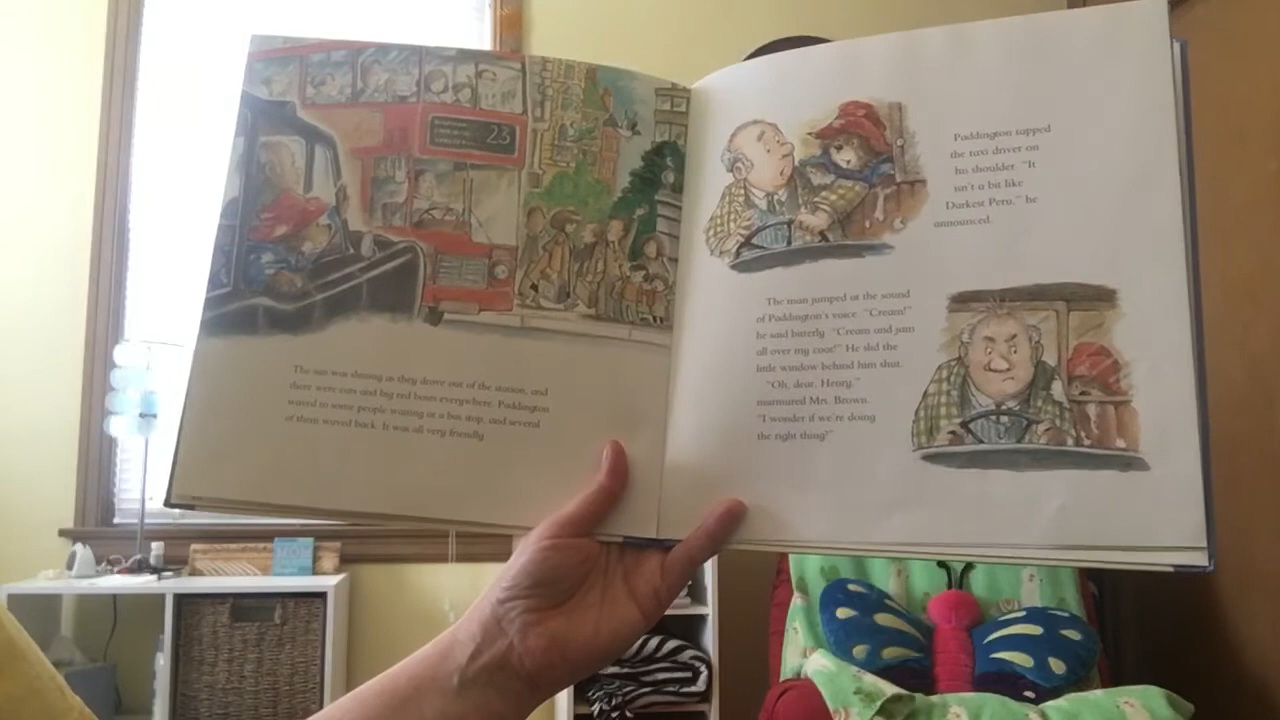 23
The sun was shining as they drove out of the station, and
there were cars and big red buses everywhere. Paddington
waved to some people waiting at a bus stop, and several
of them waved back. It was all very friendly.
Paddington tapped
the taxi driver on
his shoulder. "It
isn't a bit like
Darkest Peru," he
announced.
The man jumped at the sound
of Paddington's voice. "Cream!"
he said bitterly. "Cream and jam
all over my coat!" He slid the
little window behind him shut.
"Oh, dear, Henry,"
murmured Mrs. Brown.
"I wonder if we're doing
the right thing?"
MOM